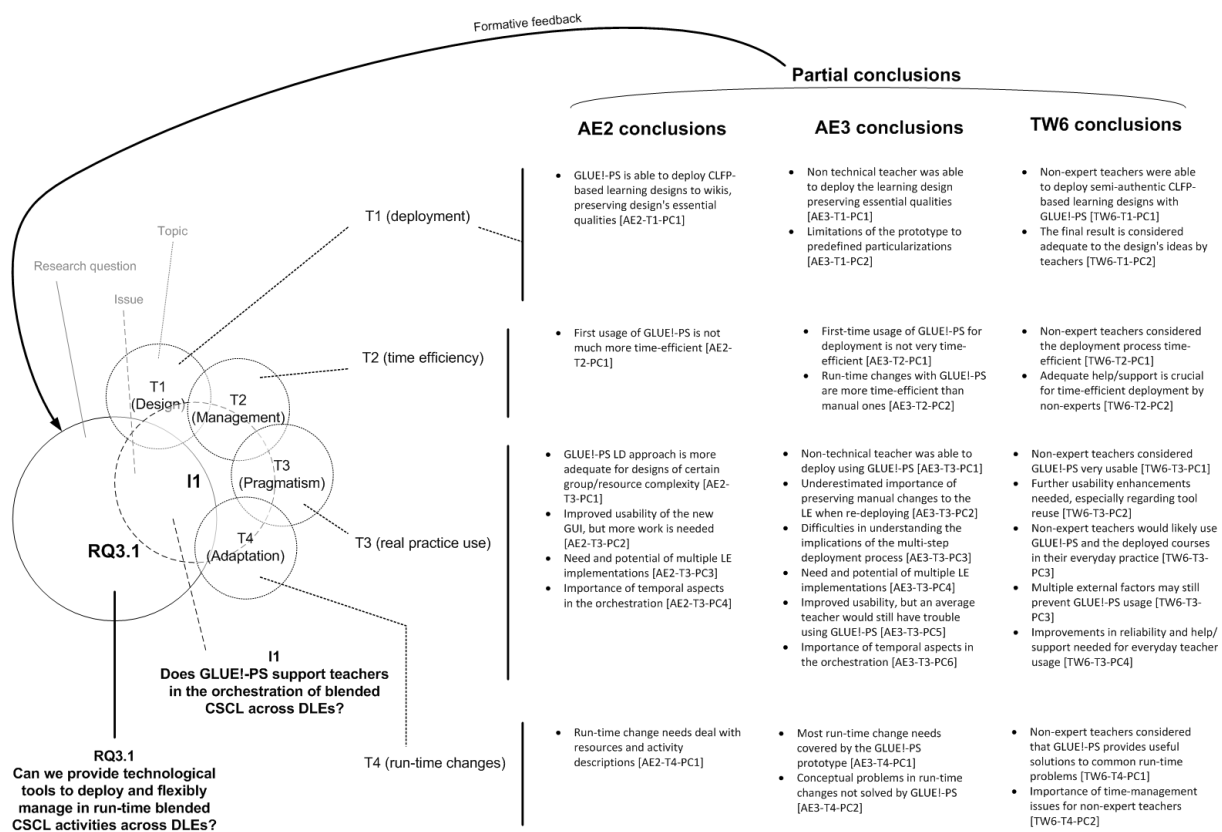 Formative feedback
Partial conclusions
AE2 conclusions
AE3 conclusions
TW6 conclusions
T1 (deployment)
• GLUE!-PS is able to deploy CLFP-
based learning designs to wikis,
preserving design's essential
qualities [AE2-T1-PC1]
• Non technical teacher was able
to deploy the learning design
preserving essential qualities
[AE3-T1-PC1]
• Limitations of the prototype to
predefined particularizations
[AE3-T1-PC2]
• Non-expert teachers were able
to deploy semi-authentic CLFP-
based learning designs with
GLUE!-PS [TW6-T1-PC1]
• The final result is considered
adequate to the design's ideas by
teachers [TW6-T1-PC2]
Topic
Research question
Issue
T2 (time efficiency)
• First usage of GLUE!-PS is not
much more time-efficient [AE2-
T2-PC1]
• First-time usage of GLUE!-PS for
deployment is not very time-
efficient [AE3-T2-PC1]
• Run-time changes with GLUE!-PS
are more time-efficient than
manual ones [AE3-T2-PC2]
• Non-expert teachers considered
the deployment process time-
efficient [TW6-T2-PC1]
• Adequate help/support is crucial
for time-efficient deployment by
non-experts [TW6-T2-PC2]
T1
(Design)
T2
(Management)
T3
(Pragmatism)
T4
(Adaptation)
I1
RQ3.1
T3 (real practice use)
• GLUE!-PS LD approach is more
adequate for designs of certain
group/resource complexity [AE2-
T3-PC1]
• Improved usability of the new
GUI, but more work is needed
[AE2-T3-PC2]
• Need and potential of multiple LE
implementations [AE2-T3-PC3]
• Importance of temporal aspects
in the orchestration [AE2-T3-PC4]
• Non-technical teacher was able to
deploy using GLUE!-PS [AE3-T3-PC1]
• Underestimated importance of
preserving manual changes to the
LE when re-deploying [AE3-T3-PC2]
• Difficulties in understanding the
implications of the multi-step
deployment process [AE3-T3-PC3]
• Need and potential of multiple LE
implementations [AE3-T3-PC4]
• Improved usability, but an average
teacher would still have trouble
using GLUE!-PS [AE3-T3-PC5]
• Importance of temporal aspects in
the orchestration [AE3-T3-PC6]
• Non-expert teachers considered
GLUE!-PS very usable [TW6-T3-PC1]
• Further usability enhancements
needed, especially regarding tool
reuse [TW6-T3-PC2]
• Non-expert teachers would likely use
GLUE!-PS and the deployed courses
in their everyday practice [TW6-T3-
PC3]
• Multiple external factors may still
prevent GLUE!-PS usage [TW6-T3-
PC3]
• Improvements in reliability and help/
support needed for everyday teacher
usage [TW6-T3-PC4]
I1
Does GLUE!-PS support teachers
in the orchestration of blended
CSCL across DLEs?
RQ3.1
Can we provide technological
tools to deploy and flexibly
manage in run-time blended
CSCL activities across DLEs?
T4 (run-time changes)
• Run-time change needs deal with
resources and activity
descriptions [AE2-T4-PC1]
• Most run-time change needs
covered by the GLUE!-PS
prototype [AE3-T4-PC1]
• Conceptual problems in run-time
changes not solved by GLUE!-PS
[AE3-T4-PC2]
• Non-expert teachers considered
that GLUE!-PS provides useful
solutions to common run-time
problems [TW6-T4-PC1]
• Importance of time-management
issues for non-expert teachers
[TW6-T4-PC2]